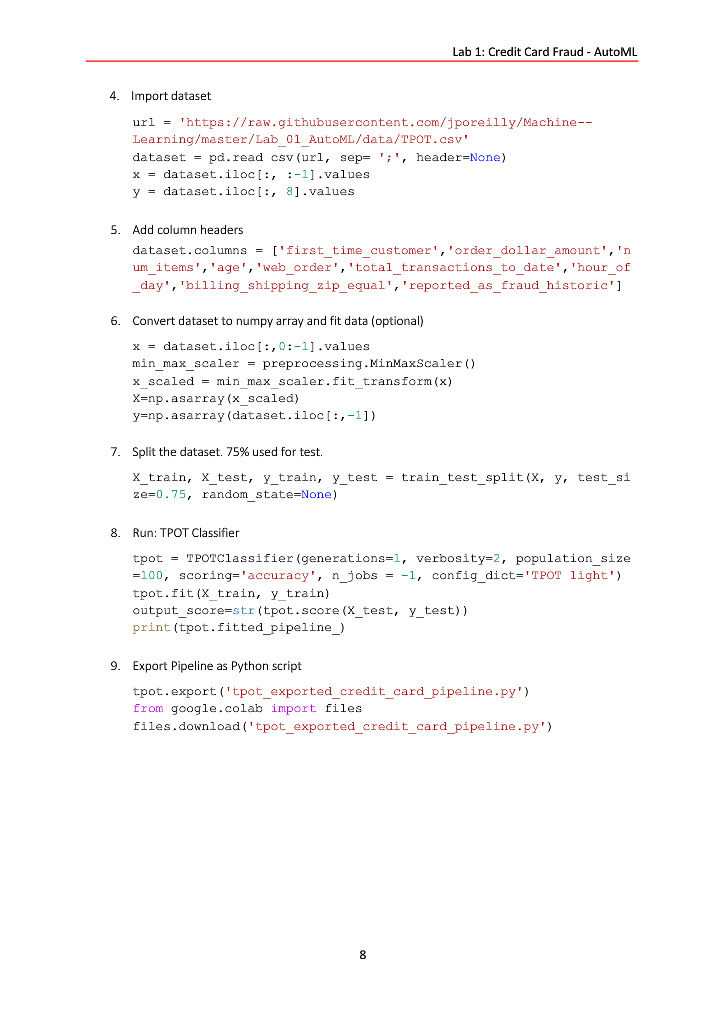 Lab 1: Credit Card Fraud - AutoML
4. Import dataset
url = 'https://raw.githubusercontent.com/jporeilly/Machine--
Learning/master/Lab_01_AutoML/data/TPOT.csv'
dataset = pd.read_csv(url, sep= ';', header=None)
x = dataset.iloc[:, :-1].values
y = dataset.iloc[:, 8].values
5. Add column headers
dataset.columns = ['first_time_customer','order_dollar_amount','n
um_items','age','web_order','total_transactions_to_date','hour_of
_day','billing_shipping_zip_equal','reported_as_fraud_historic']
6. Convert dataset to numpy array and fit data (optional)
x = dataset.iloc[:,0:-1].values
min_max_scaler = preprocessing.MinMaxScaler()
x_scaled = min_max_scaler.fit_transform(x)
X=np.asarray(x_scaled)
y=np.asarray(dataset.iloc[:,-1])
7. Split the dataset. 75% used for test.
X_train, X_test, y_train, y_test = train_test_split(X, y, test_si
ze=0.75, random_state=None)
8. Run: TPOT Classifier
tpot = TPOTClassifier(generations=1, verbosity=2, population_size
=100, scoring='accuracy', n_jobs = -1, config_dict='TPOT light')
tpot.fit(X_train, y_train)
output_score=str(tpot.score(X_test, y_test))
print(tpot.fitted_pipeline_)
9. Export Pipeline as Python script
tpot.export('tpot_exported_credit_card_pipeline.py')
from google.colab import files
files.download('tpot_exported_credit_card_pipeline.py')
8